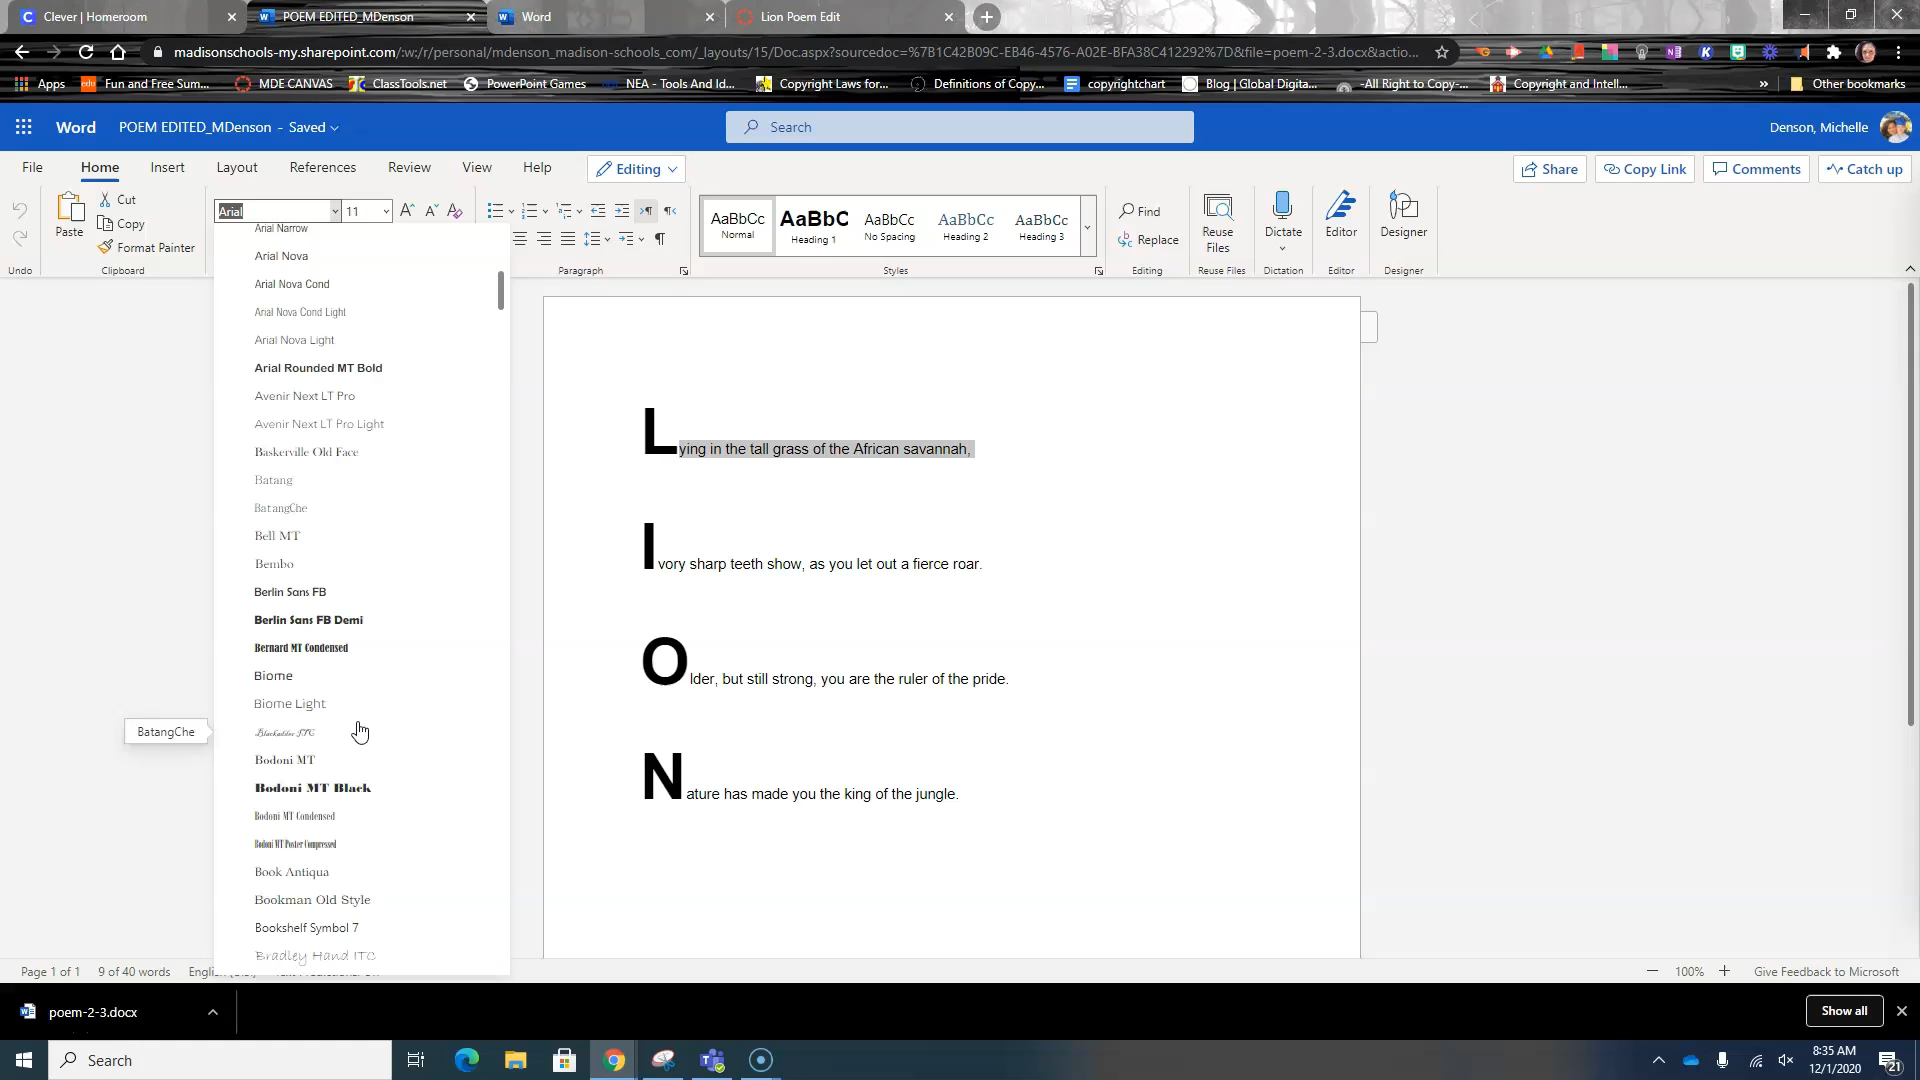 Clever | Homeroom
POEM EDITED_MDenson
Word
Lion Poem Edit
madisonschools-my.sharepoint.com/:w:/r/personal/mdenson_madison-schools_com/_layouts/15/Doc.aspx?sourcedoc=%7B1C42B09C-EB46-4576-A02E-BFA38C412292%7D&file=poem-2-3.docx&actio...
Apps
Fun and Free Sum...
MDE CANVAS
ClassTools.net
PowerPoint Games
NEA - Tools And Id...
Copyright Laws for...
Definitions of Copy...
copyrightchart
Blog | Global Digita...
-All Right to Copy-...
Copyright and Intell...
»
Other bookmarks
Word
POEM EDITED_MDenson - Saved
Search
Denson, Michelle
File
Home
Insert
Layout
References
Review
View
Help
Editing
Share
Copy Link
Comments
Catch up
Paste
Cut
Copy
Format Painter
Undo
Clipboard
Arial
11
Paragraph
AaBbCc
Normal
AaBbC
Heading 1
AaBbCc
No Spacing
AaBbCc
Heading 2
AaBbCc
Heading 3
Styles
Find
Replace
Editing
Reuse
Files
Reuse Files
Dictate
Dictation
Editor
Editor
Designer
Designer
Arial Narrow
Arial Nova
Arial Nova Cond
Arial Nova Cond Light
Arial Nova Light
Arial Rounded MT Bold
Avenir Next LT Pro
Avenir Next LT Pro Light
Baskerville Old Face
Batang
BatangChe
Bell MT
Bembo
Berlin Sans FB
Berlin Sans FB Demi
Bernard MT Condensed
Biome
Biome Light
Blackadder ITC
Bodoni MT
Bodoni MT Black
Bodoni MT Condensed
Bodoni MT Poster Compressed
Book Antiqua
Bookman Old Style
Bookshelf Symbol 7
Bradley Hand ITC
BatangChe
Lying in the tall grass of the African savannah,
Ivory sharp teeth show, as you let out a fierce roar.
Older, but still strong, you are the ruler of the pride.
Nature has made you the king of the jungle.
Page 1 of 1
9 of 40 words
100%
Give Feedback to Microsoft
poem-2-3.docx
Show all
Search
8:35 AM
12/1/2020
21